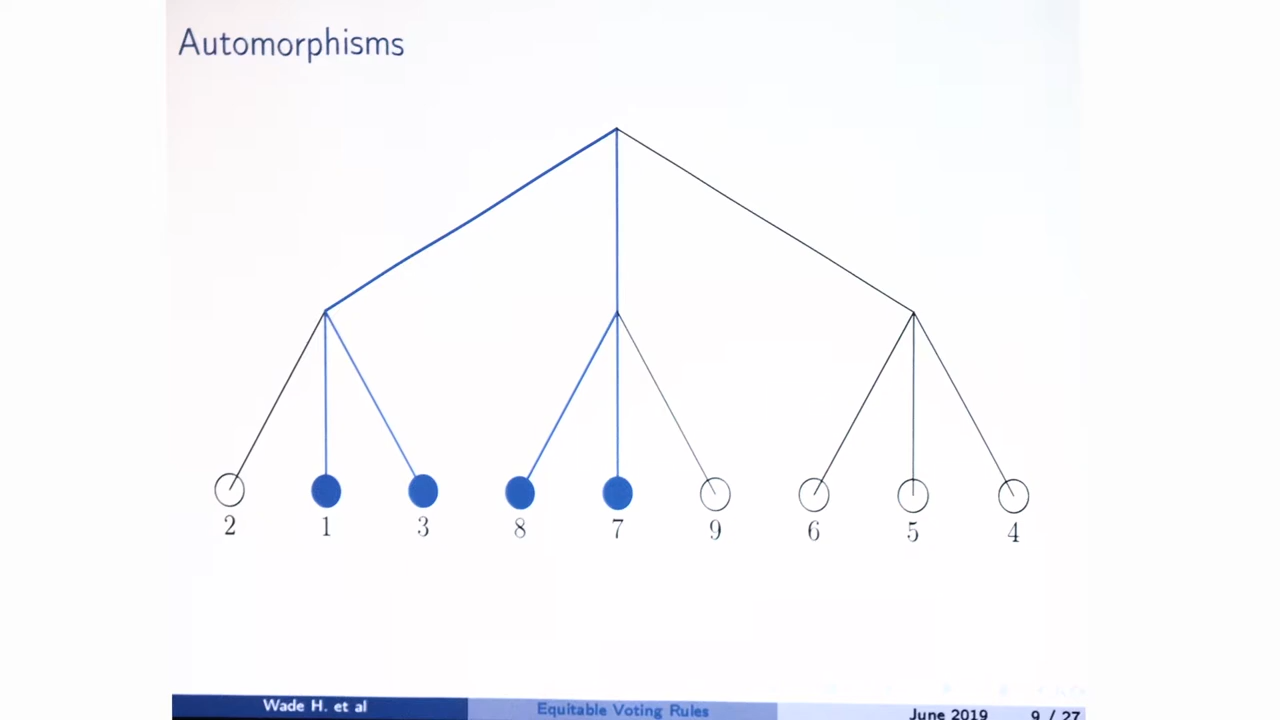 Automorphisms
2 1 3 8 7 9 6 5 4
Wade H. et al Equitable Voting Rules June 2019 9 / 27